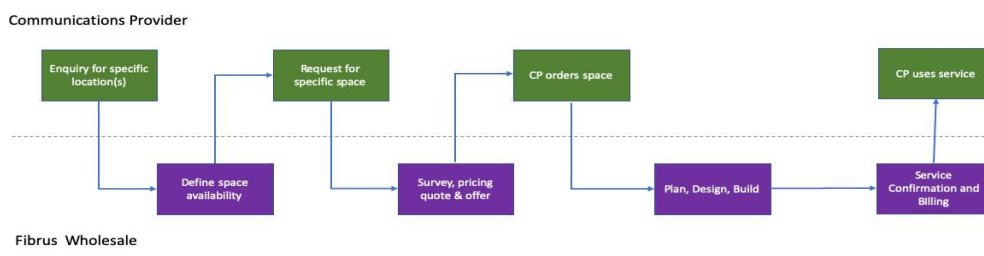 Communications Provider
Enquiry for specific
location(s)
Request for
specific space
CP orders space
CP uses service
Define space
availability
Survey, pricing
quote & offer
Plan, Design, Build
Service
Confirmation and
BIlling
Fibrus Wholesale